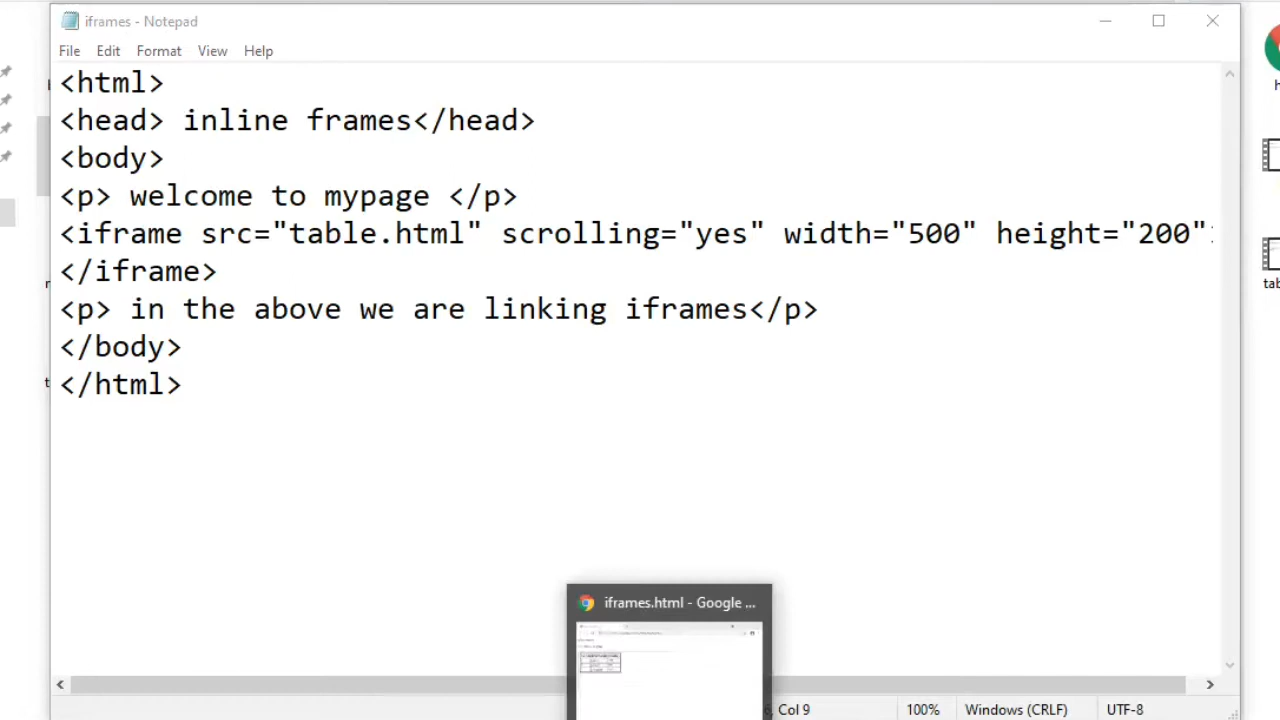 iframes - Notepad
File Edit Format View Help
<html>
<head> inline frames</head>
<body>
<p> welcome to mypage </p>
<iframe src="table.html" scrolling="yes" width="500" height="200"
</iframe>
<p> in the above we are linking iframes</p>
</body>
</html>
iframes.html - Google ...
Col 9 100% Windows (CRLF) UTF-8